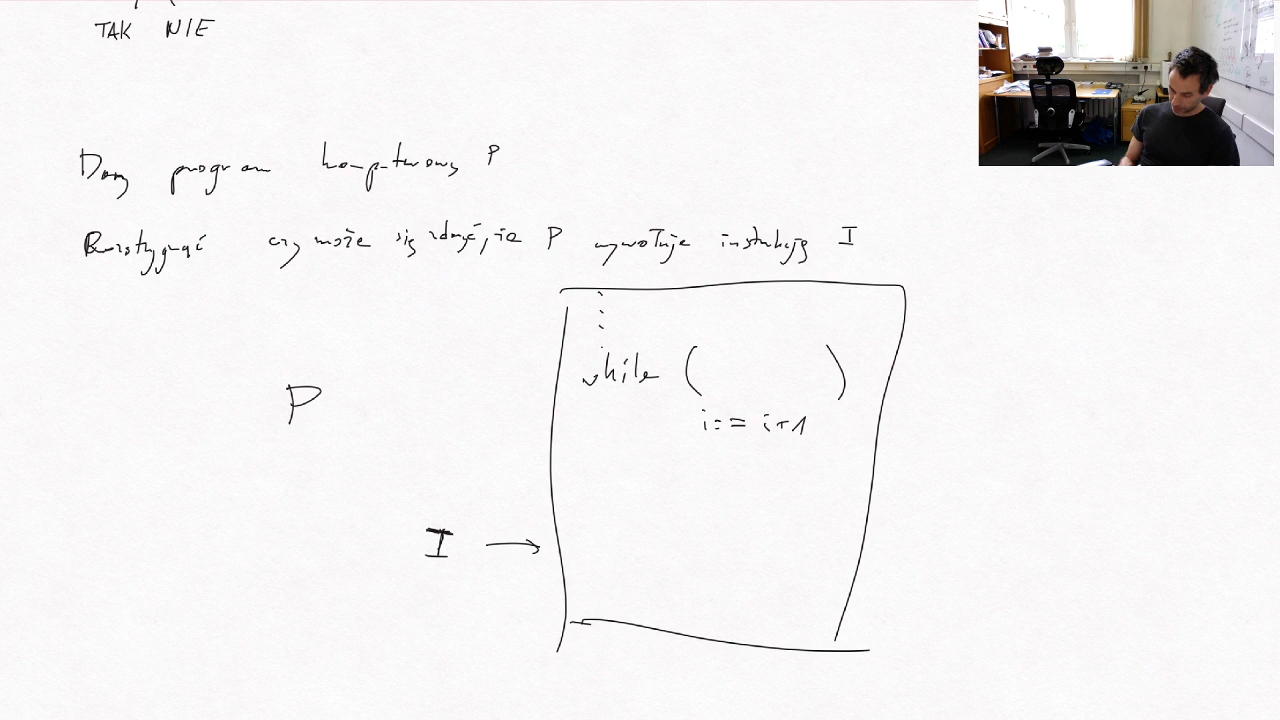 TAK NIE
Dany program komputerowy P
Rozstrzygnąć czy może się zdarzyć, że P wywołuje instrukcję I
while ( )
i:= i+1
P
I →